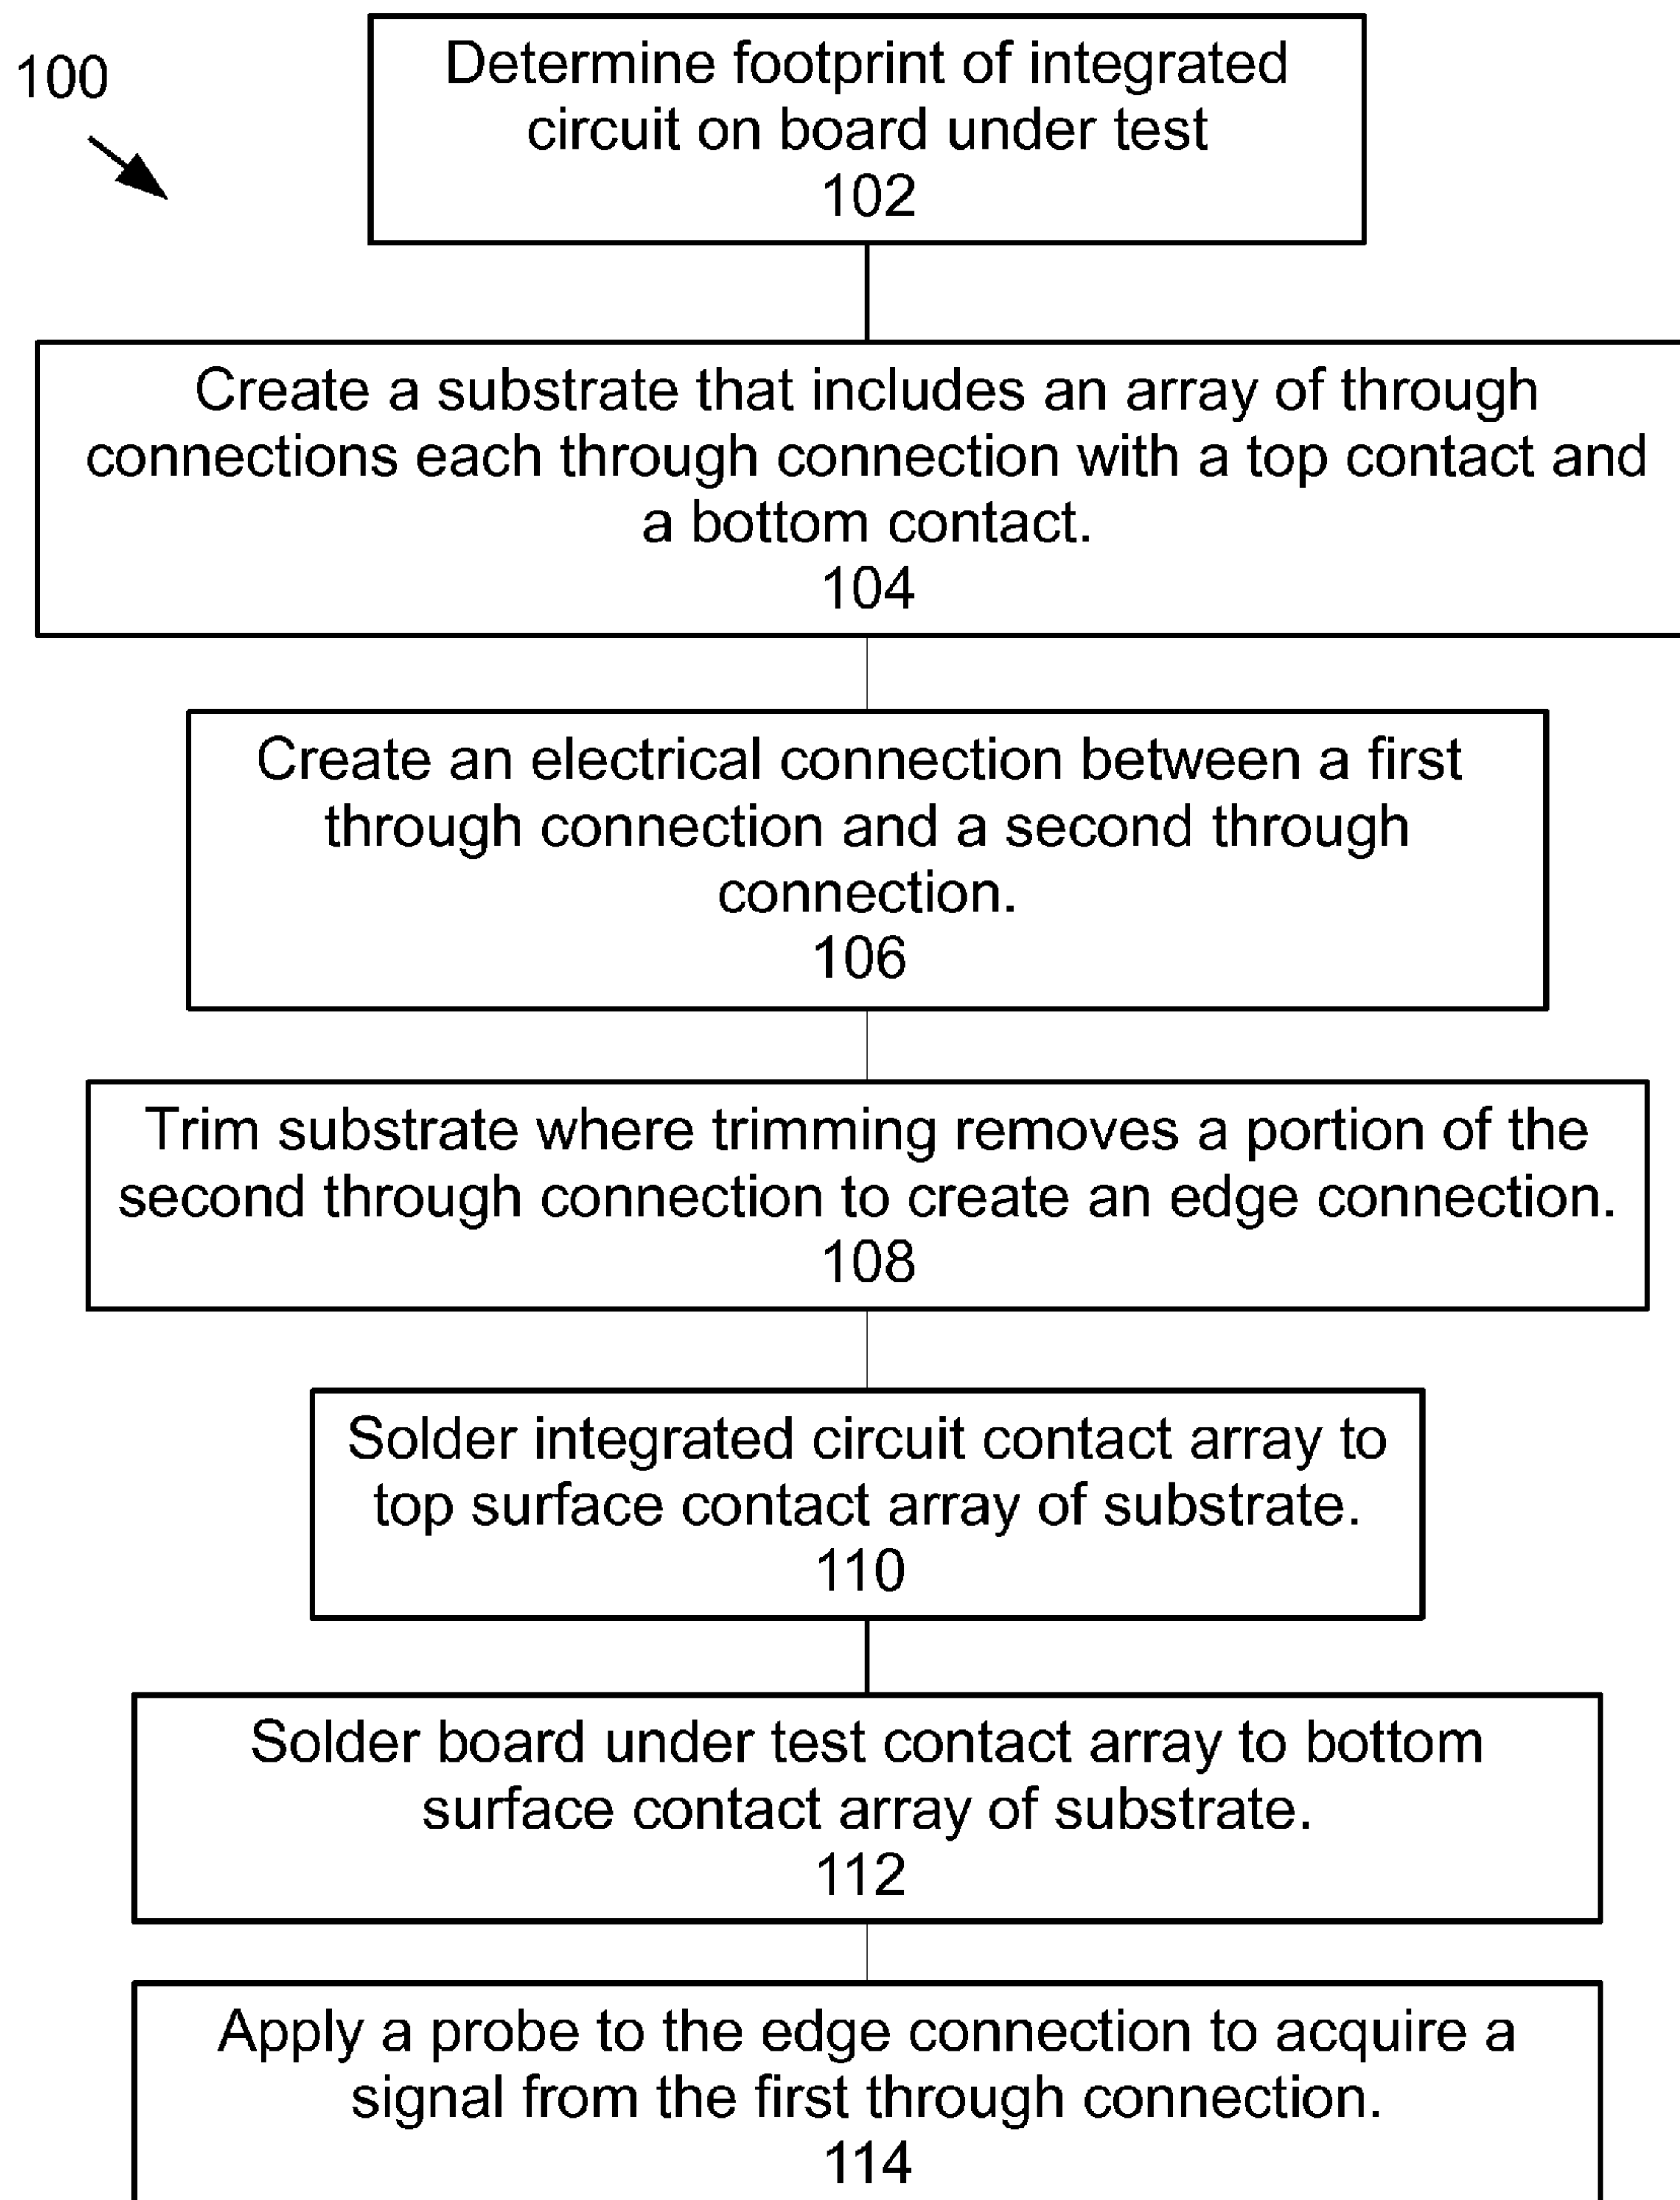 100
Determine footprint of integrated
circuit on board under test
102
Create a substrate that includes an array of through
connections each through connection with a top contact and
a bottom contact.
104
Create an electrical connection between a first
through connection and a second through
connection.
106
Trim substrate where trimming removes a portion of the
second through connection to create an edge connection.
108
Solder integrated circuit contact array to
top surface contact array of substrate.
110
Solder board under test contact array to bottom
surface contact array of substrate.
112
Apply a probe to the edge connection to acquire a
signal from the first through connection.
114